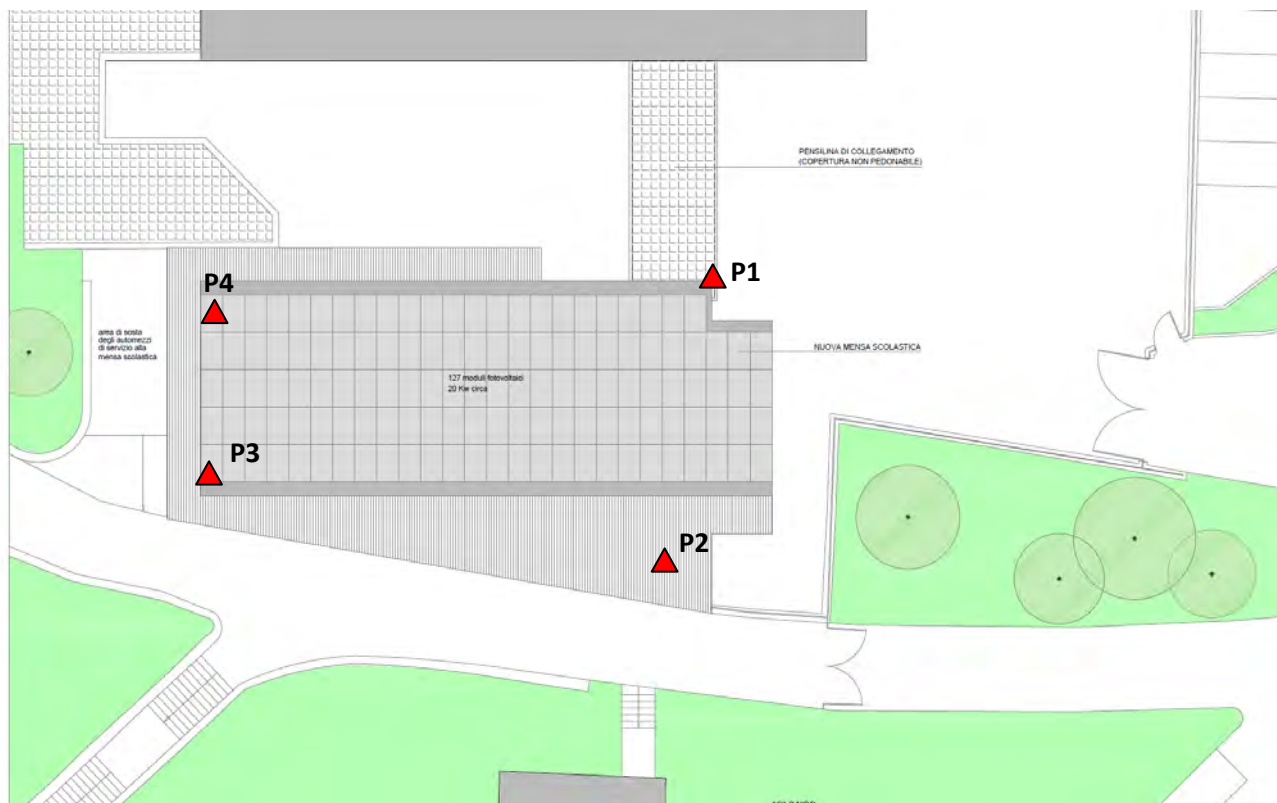 PENSILINA DI COLLEGAMENTO
(COPERTURA NON PEDONABILE)
P1
P4
area di sosta
degli automezzi
di servizio alla
mensa scolastica
NUOVA MENSA SCOLASTICA
127 moduli fotovoltaici
20 Kw circa
P3
P2